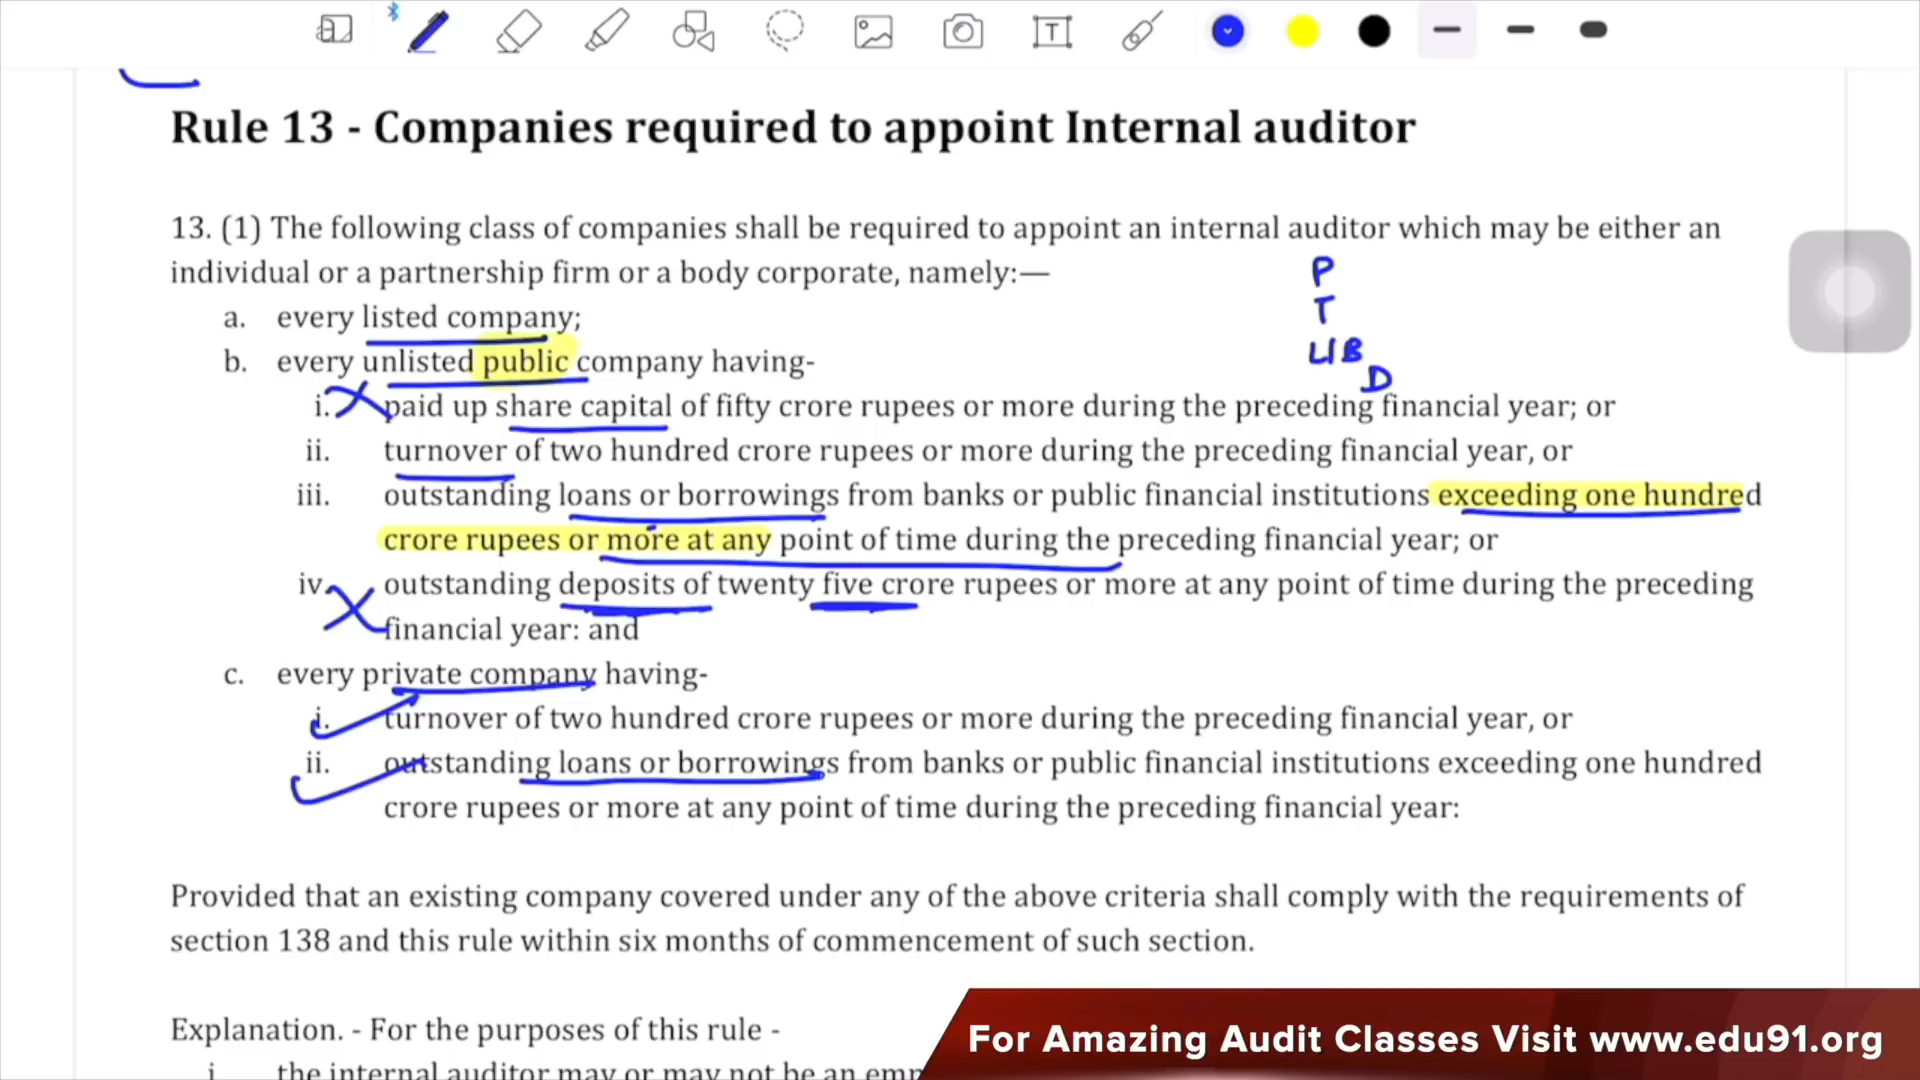 Rule 13 - Companies required to appoint Internal auditor
13. (1) The following class of companies shall be required to appoint an internal auditor which may be either an
individual or a partnership firm or a body corporate, namely:—
P
T
L/B
D
a. every listed company;
b. every unlisted public company having-
i. paid up share capital of fifty crore rupees or more during the preceding financial year; or
ii. turnover of two hundred crore rupees or more during the preceding financial year, or
iii. outstanding loans or borrowings from banks or public financial institutions exceeding one hundred
crore rupees or more at any point of time during the preceding financial year; or
iv. outstanding deposits of twenty five crore rupees or more at any point of time during the preceding
financial year: and
c. every private company having-
i. turnover of two hundred crore rupees or more during the preceding financial year, or
ii. outstanding loans or borrowings from banks or public financial institutions exceeding one hundred
crore rupees or more at any point of time during the preceding financial year:
Provided that an existing company covered under any of the above criteria shall comply with the requirements of
section 138 and this rule within six months of commencement of such section.
Explanation. - For the purposes of this rule -
i. the internal auditor may or may not be an
For Amazing Audit Classes Visit www.edu91.org